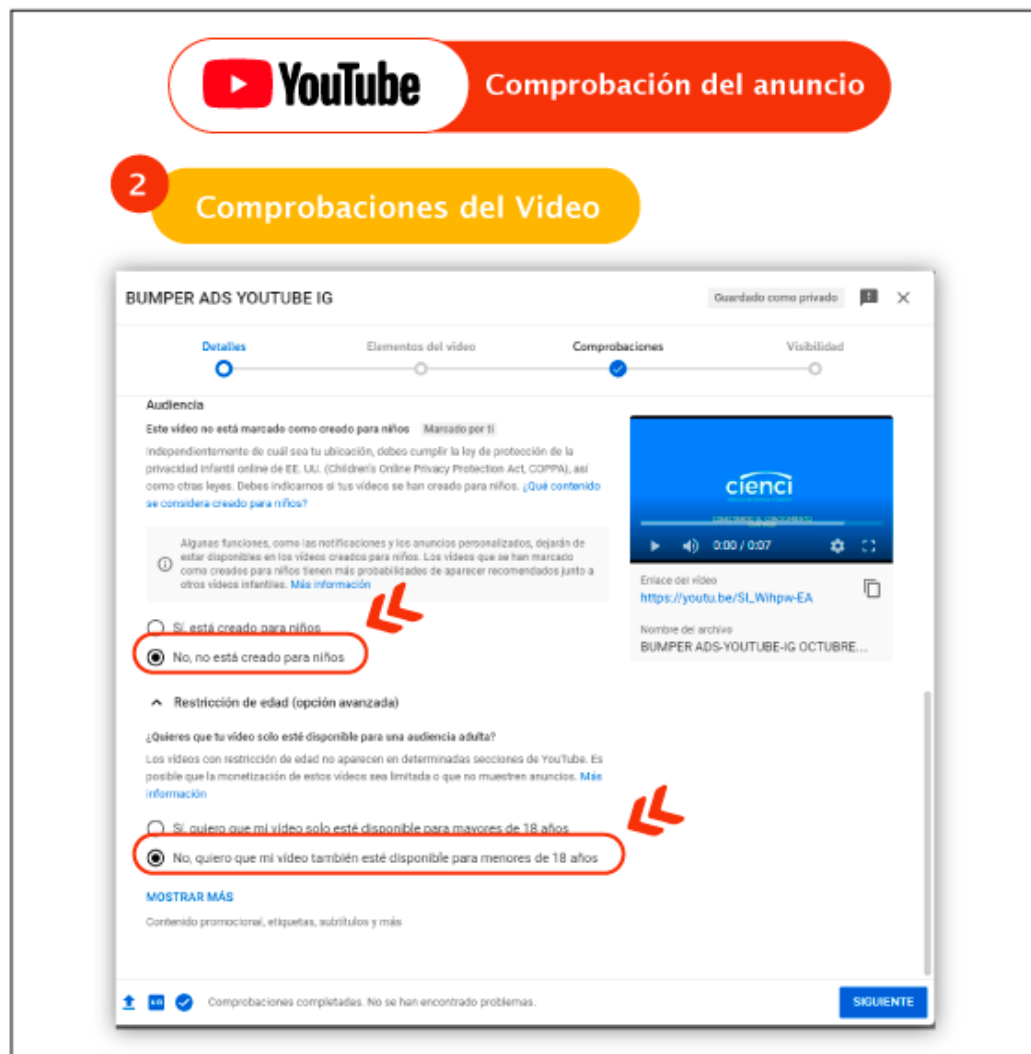 YouTube
Comprobación del anuncio
2
Comprobaciones del Video
BUMPER ADS YOUTUBE IG
Guardado como privado
Detalles
Elementos del vídeo
Comprobaciones
Visibilidad
Audiencia
Este vídeo no está marcado como creado para niños Marcado por ti
Independientemente de cuál sea tu ubicación, debes cumplir la ley de protección de la
privacidad infantil online de EE. UU. (Children's Online Privacy Protection Act, COPPA), así
como otras leyes. Debes indicarnos si tus vídeos se han creado para niños. ¿Qué contenido
se considera creado para niños?
Algunas funciones, como las notificaciones y los anuncios personalizados, dejarán de
estar disponibles en los vídeos creados para niños. Los vídeos que se han marcado
como creados para niños tienen más probabilidades de aparecer recomendados junto a
otros vídeos infantiles. Más información
Sí, está creado para niños
No, no está creado para niños
Restricción de edad (opción avanzada)
¿Quieres que tu vídeo solo esté disponible para una audiencia adulta?
Los vídeos con restricción de edad no aparecen en determinadas secciones de YouTube. Es
posible que la monetización de estos vídeos sea limitada o que no muestren anuncios. Más
información
Sí, quiero que mi vídeo solo esté disponible para mayores de 18 años
No, quiero que mi vídeo también esté disponible para menores de 18 años
MOSTRAR MÁS
Contenido promocional, etiquetas, subtítulos y más
cienci
0:00 / 0:07
Enlace del vídeo
https://youtu.be/SI_Wihpw-EA
Nombre del archivo
BUMPER ADS-YOUTUBE-IG OCTUBRE...
Comprobaciones completadas. No se han encontrado problemas.
SIGUIENTE